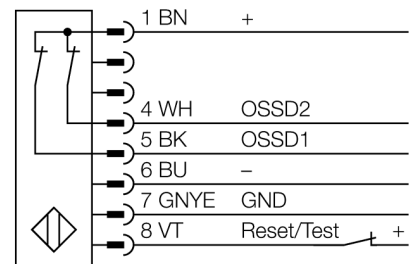 1 BN +
4 WH OSSD2
5 BK OSSD1
6 BU –
7 GNYE GND
8 VT Reset/Test +